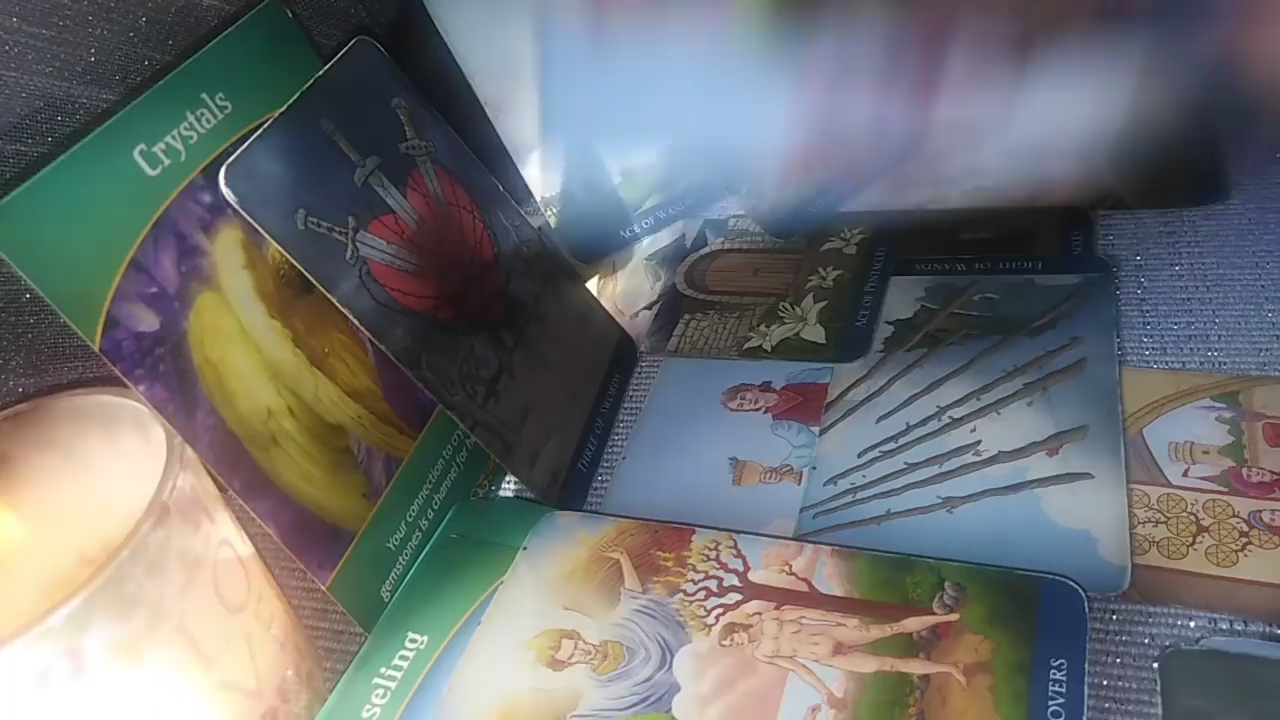 Crystals
Your connection to
gemstones is a channel for
THREE OF SWORDS
ACE OF
ACE OF PENTACLES
EIGHT OF WANDS
seling
OVERS